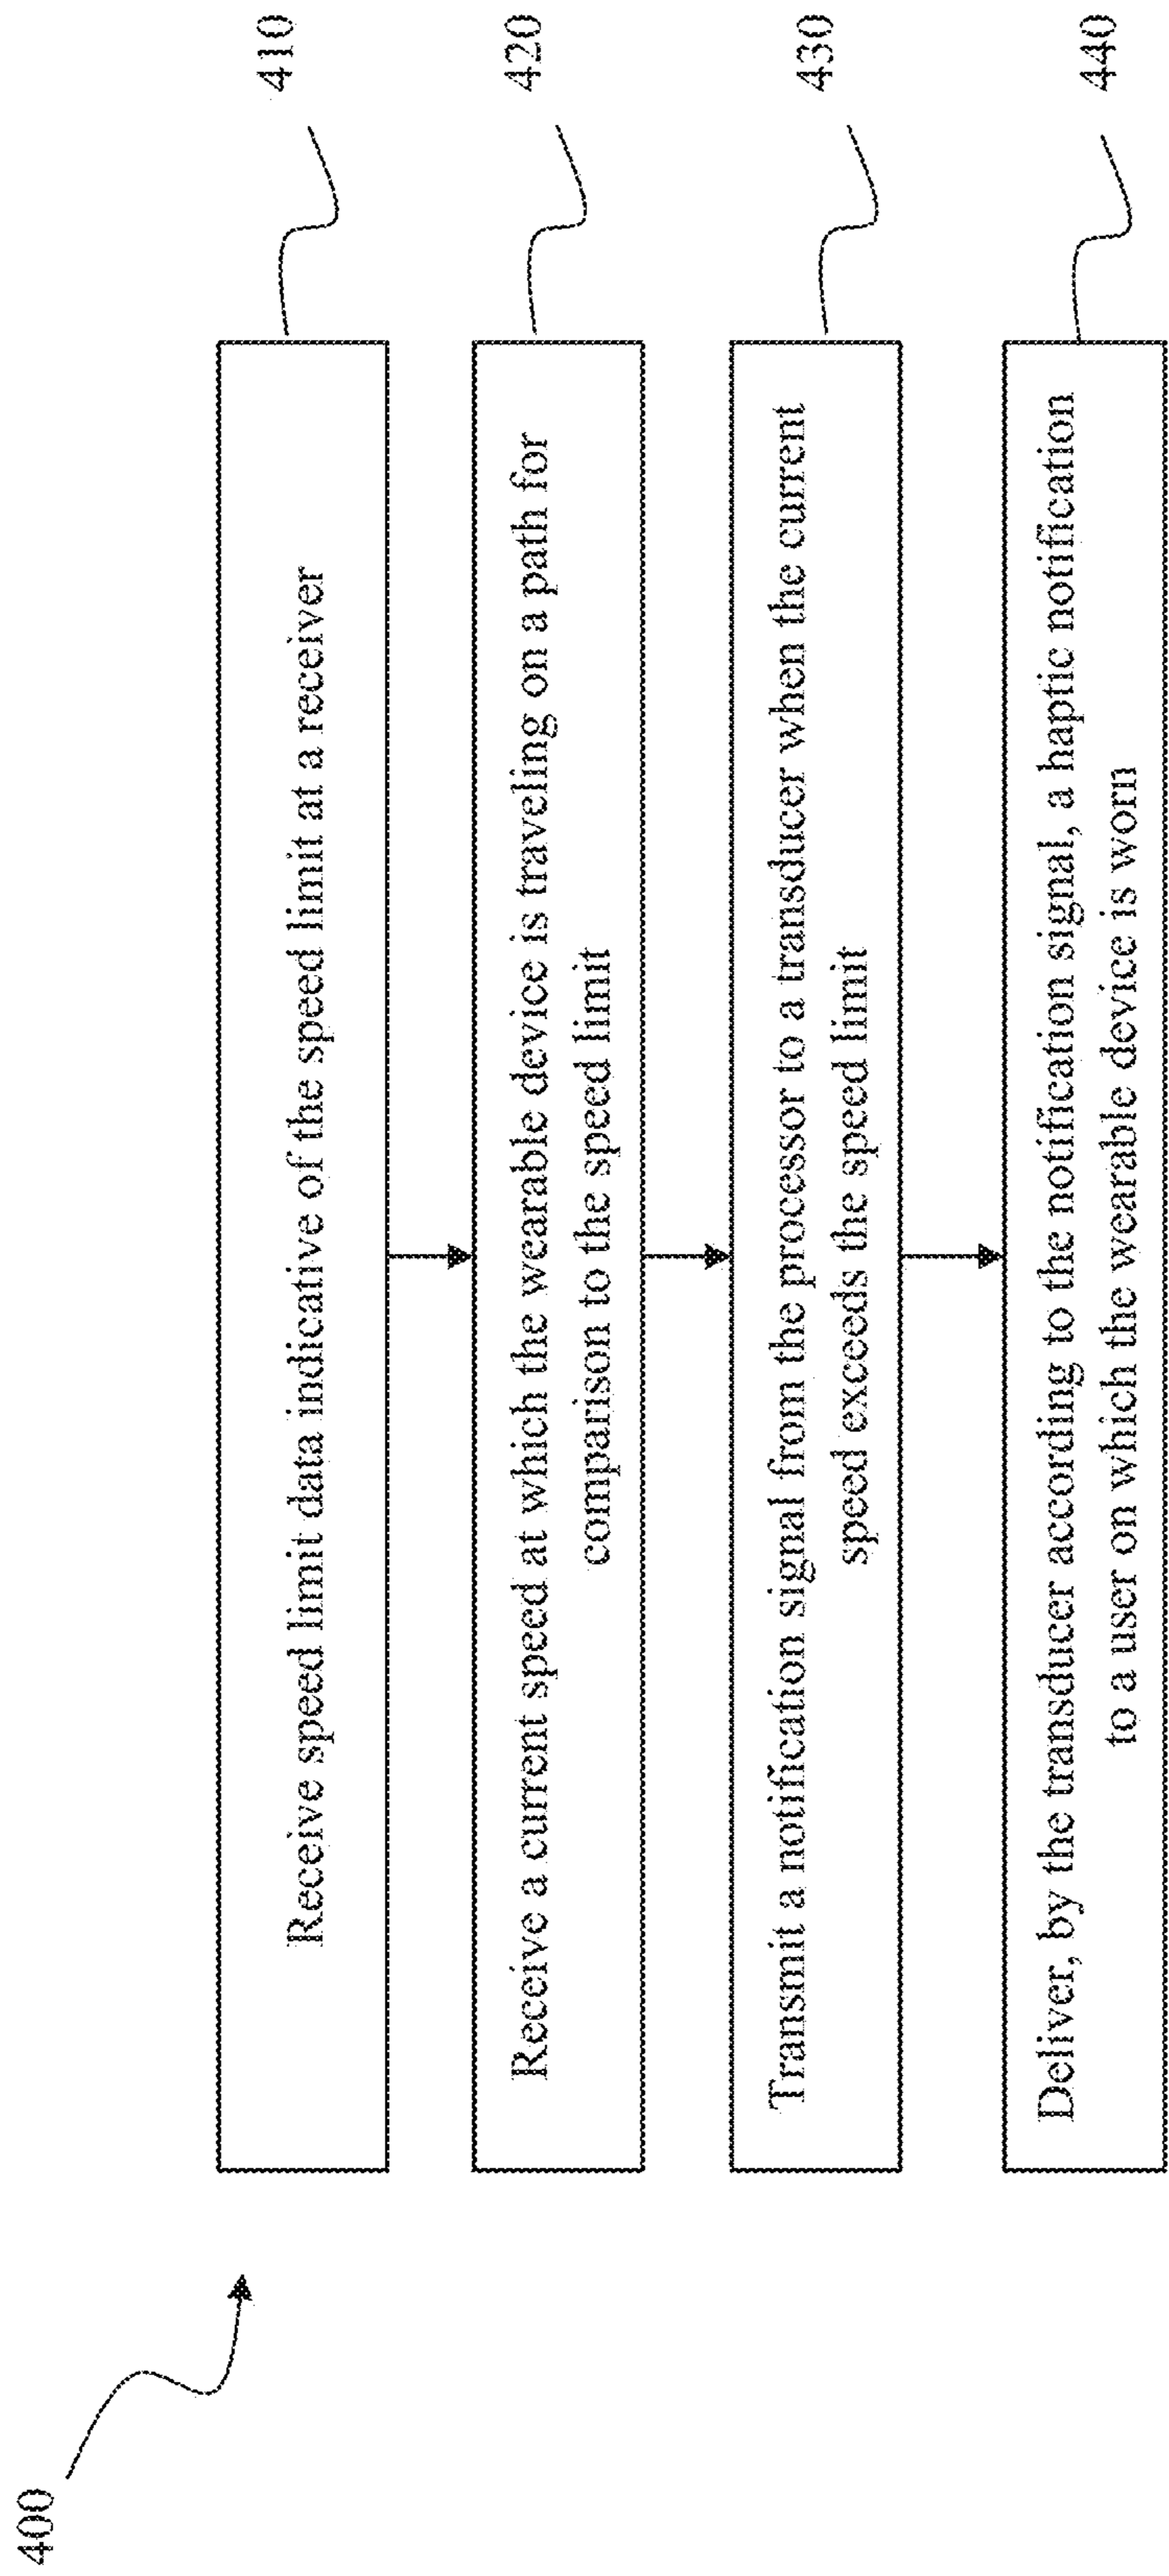 400
Receive speed limit data indicative of the speed limit at a receiver
410
Receive a current speed at which the wearable device is traveling on a path for
comparison to the speed limit
420
Transmit a notification signal from the processor to a transducer when the current
speed exceeds the speed limit
430
Deliver, by the transducer according to the notification signal, a haptic notification
to a user on which the wearable device is worn
440